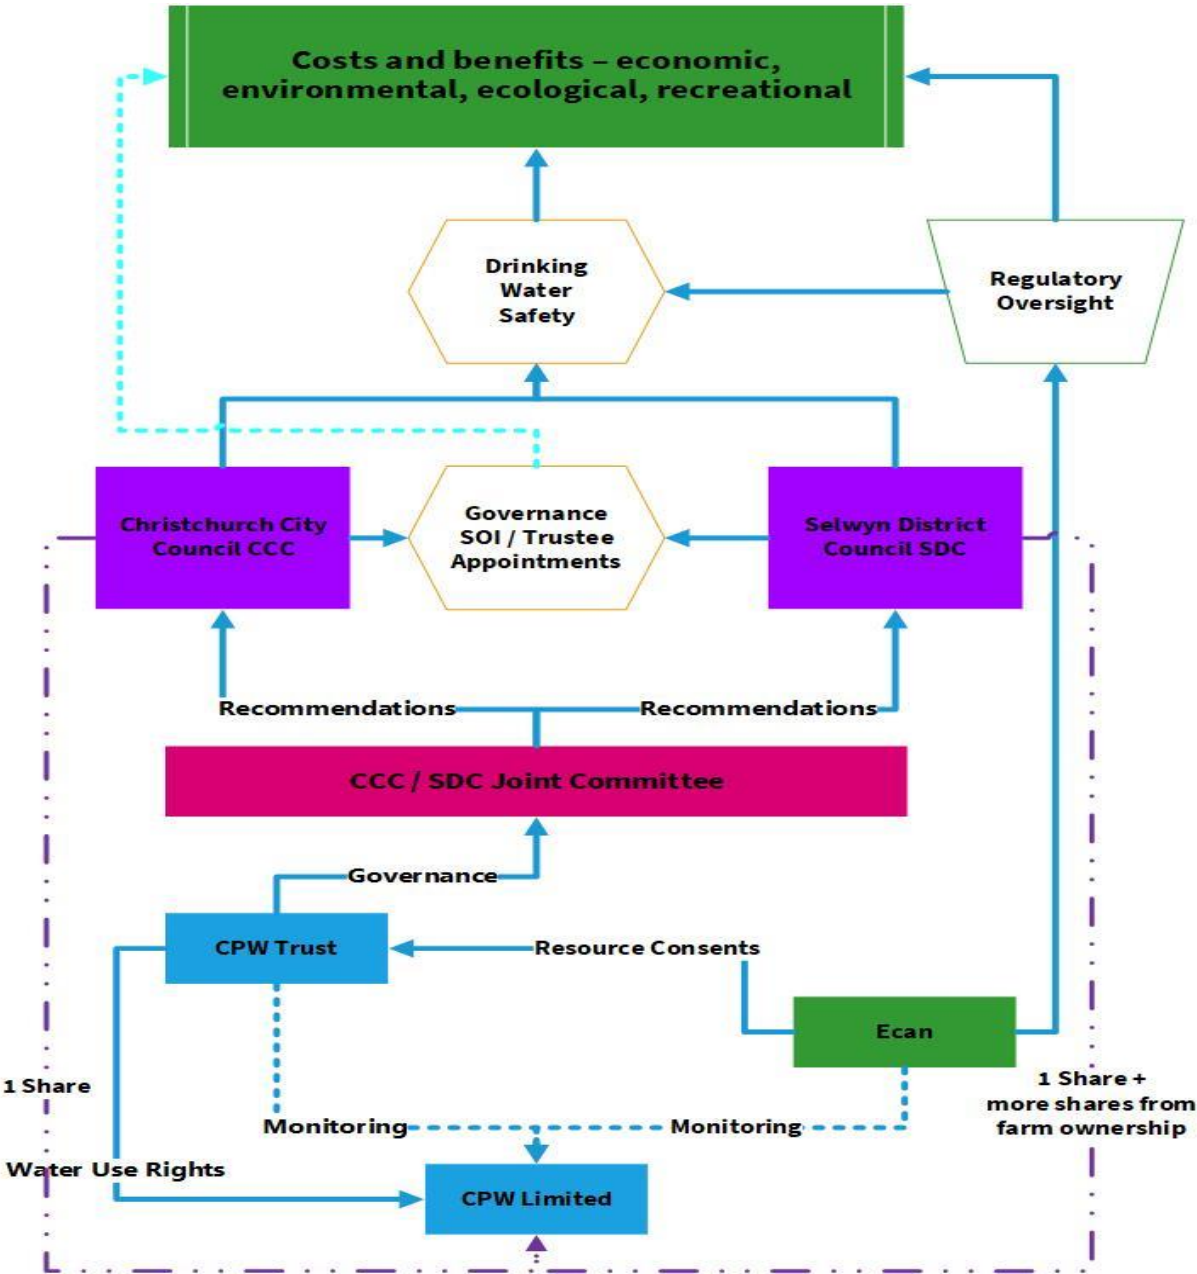 Costs and benefits – economic,
environmental, ecological, recreational
Drinking
Water
Safety
Regulatory
Oversight
Christchurch City
Council CCC
Governance
SOI / Trustee
Appointments
Selwyn District
Council SDC
Recommendations
Recommendations
CCC / SDC Joint Committee
Governance
CPW Trust
Resource Consents
Ecan
1 Share
1 Share +
more shares from
farm ownership
Monitoring
Monitoring
Water Use Rights
CPW Limited